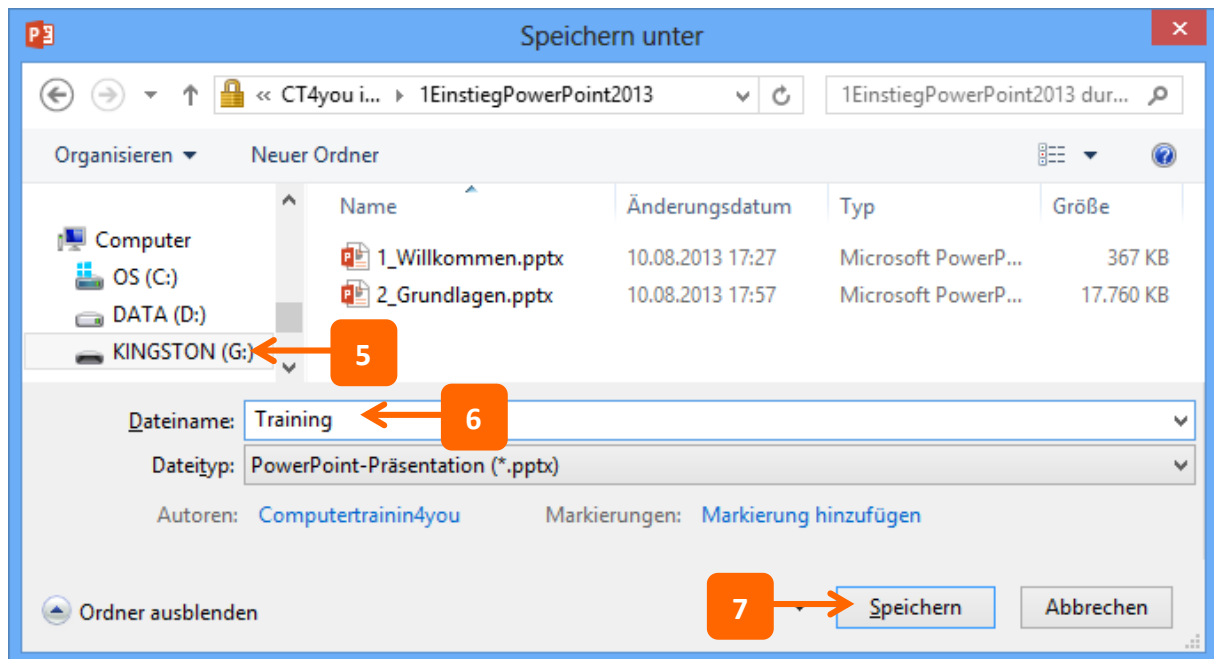 Speichern unter
« CT4you i... 1EinstiegPowerPoint2013 1EinstiegPowerPoint2013 dur...
Organisieren Neuer Ordner
Name Änderungsdatum Typ Größe
Computer
1_Willkommen.pptx 10.08.2013 17:27 Microsoft PowerP... 367 KB
OS (C:)
2_Grundlagen.pptx 10.08.2013 17:57 Microsoft PowerP... 17.760 KB
DATA (D:)
KINGSTON (G:) 5
Dateiname: Training 6
Dateityp: PowerPoint-Präsentation (*.pptx)
Autoren: Computertrainin4you Markierungen: Markierung hinzufügen
Ordner ausblenden 7 Speichern Abbrechen